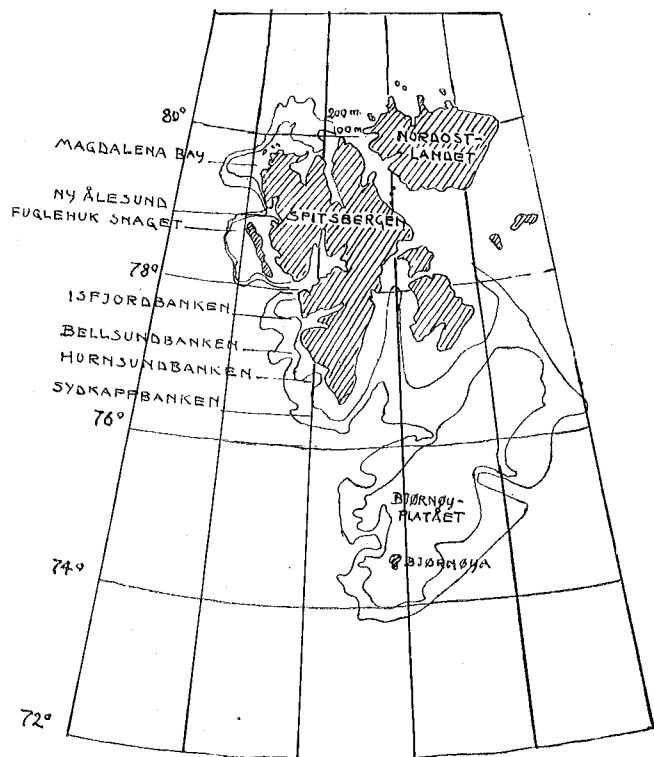 80°
200 m.
100 m
NORDOST-
LANDET
MAGDALENA BAY
NY ÅLESUND
FUGLEHUK SNAGET
SPITSBERGEN
78°
ISFJORDBANKEN
BELLSUNDBANKEN
HORNSUNDBANKEN
SYDKAPPBANKEN
76°
BJØRNØY-
PLATÅET
74°
BJØRNØYA
72°